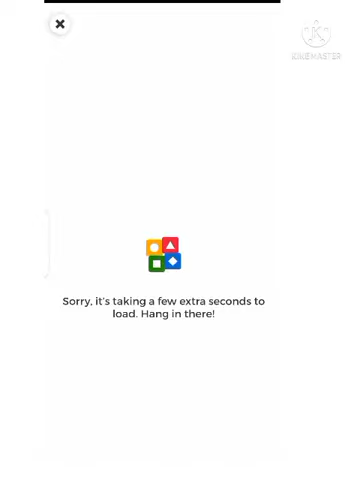 KINEMASTER
Sorry, it's taking a few extra seconds to
load. Hang in there!